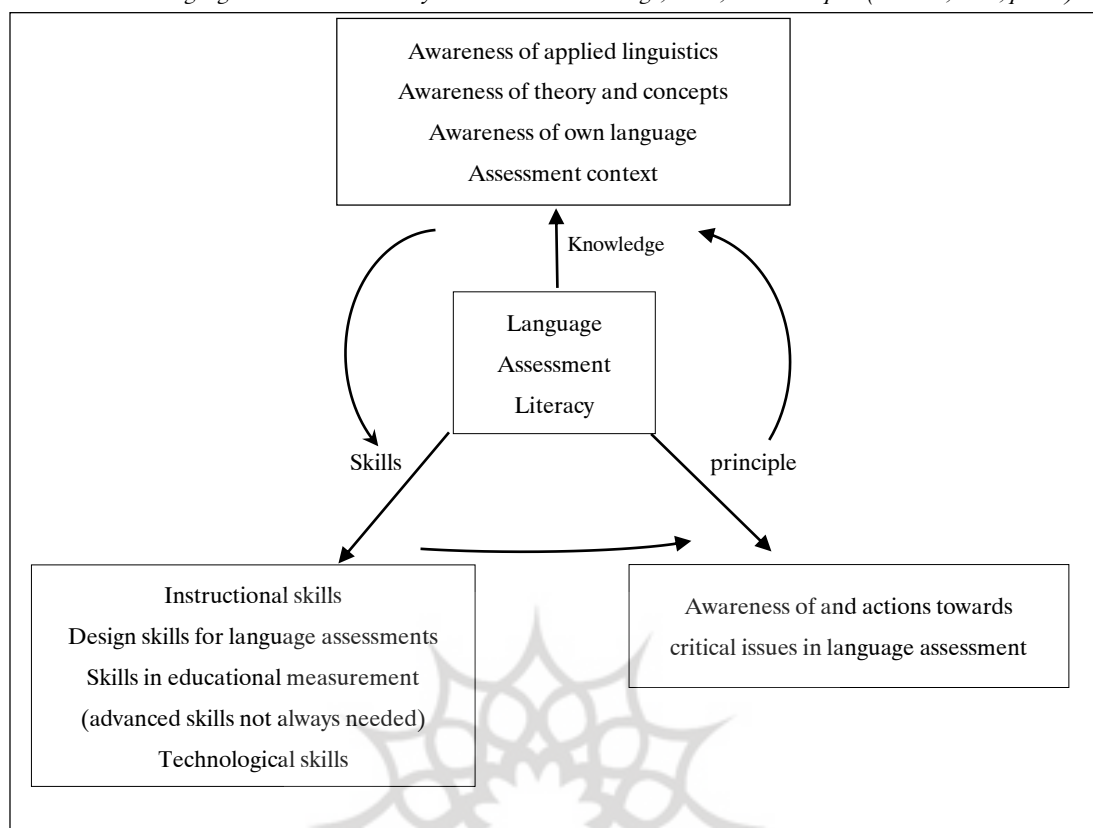 Awareness of applied linguistics
Awareness of theory and concepts
Awareness of own language
Assessment context
Knowledge
Language
Assessment
Literacy
Skills
principle
Instructional skills
Design skills for language assessments
Skills in educational measurement
(advanced skills not always needed)
Technological skills
Awareness of and actions towards
critical issues in language assessment